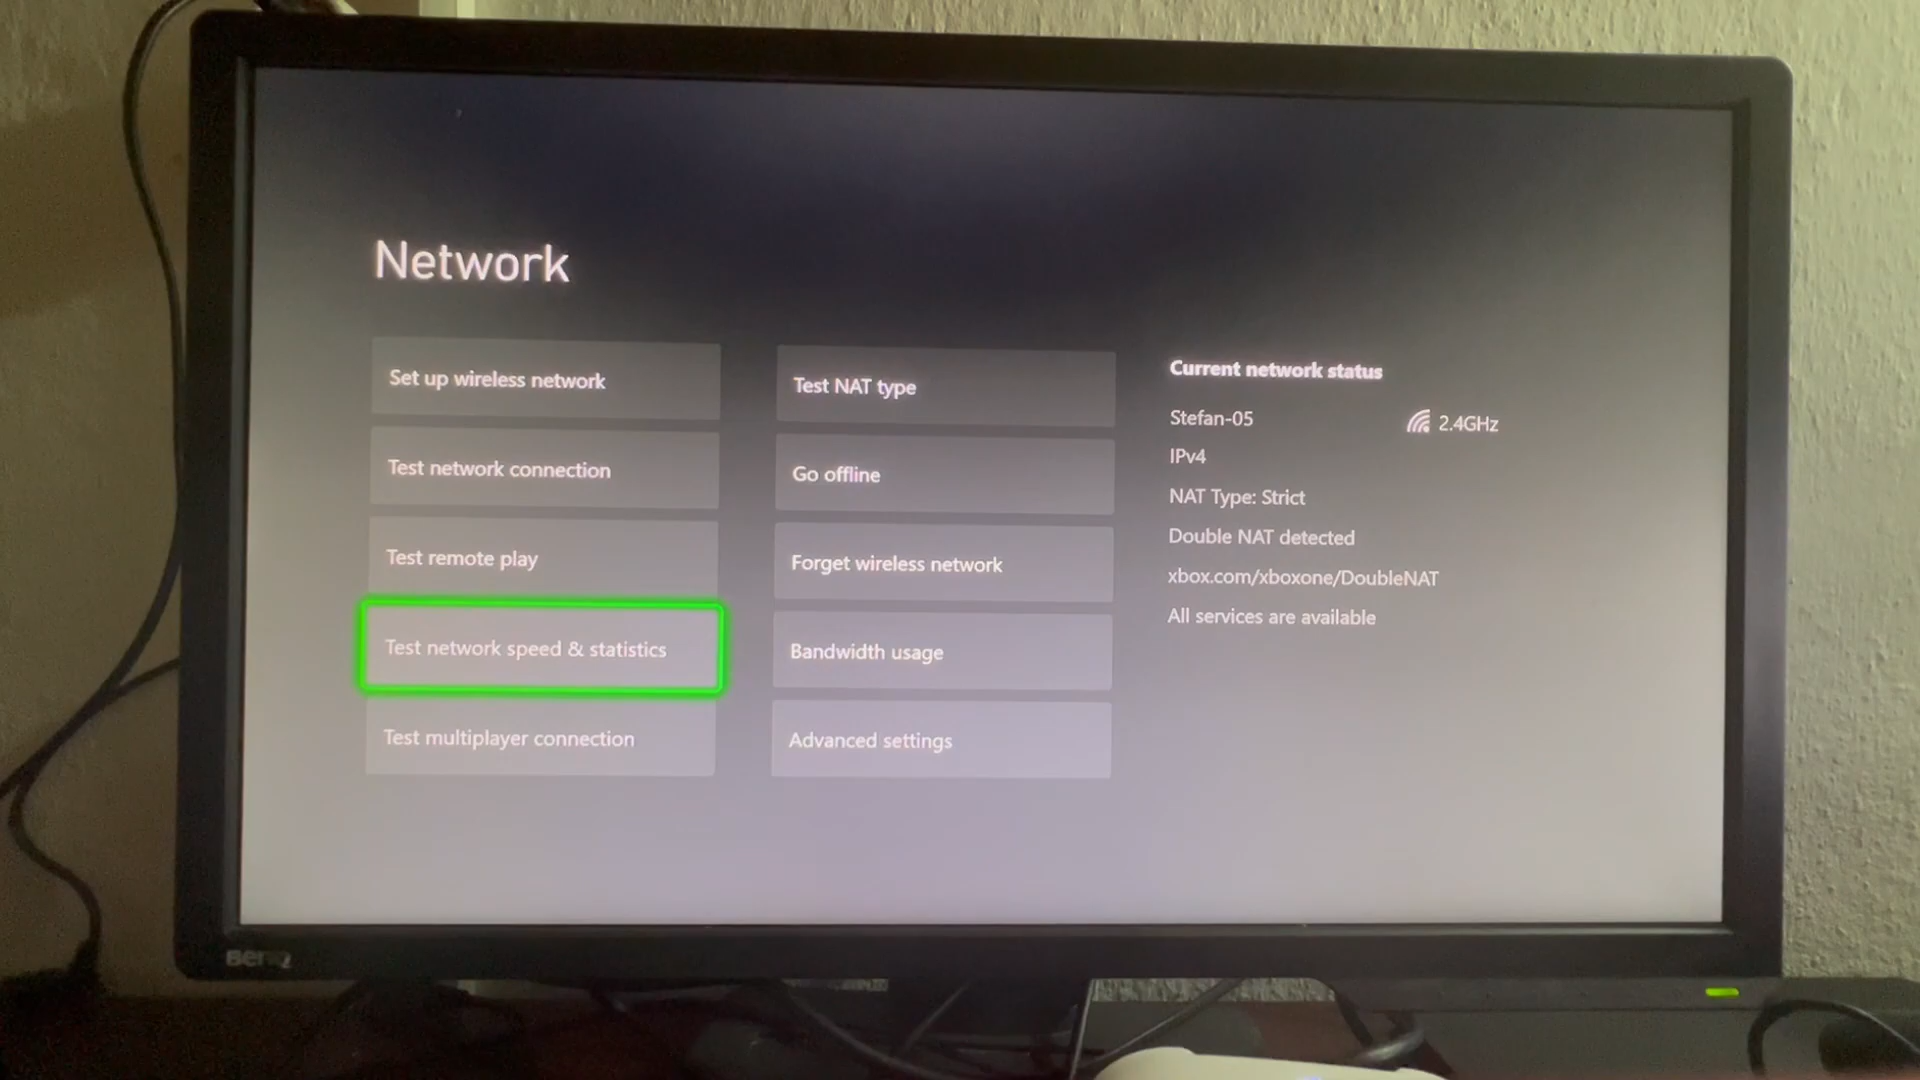 Network
Set up wireless network
Test network connection
Test remote play
Test network speed & statistics
Test multiplayer connection
Test NAT type
Go offline
Forget wireless network
Bandwidth usage
Advanced settings
Current network status
Stefan-05 2.4GHz
IPv4
NAT Type: Strict
Double NAT detected
xbox.com/xboxone/DoubleNAT
All services are available
BenQ